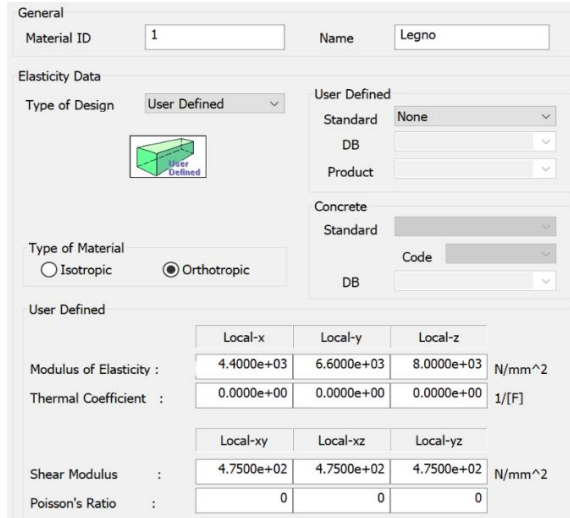 General
Material ID 1 Name Legno
Elasticity Data
Type of Design User Defined
User Defined
Standard None
DB
Product
User Defined
Concrete
Standard
Code
DB
Type of Material
Isotropic Orthotropic
User Defined
Local-x Local-y Local-z
Modulus of Elasticity : 4.4000e+03 6.6000e+03 8.0000e+03 N/mm^2
Thermal Coefficient : 0.0000e+00 0.0000e+00 0.0000e+00 1/[F]
Local-xy Local-xz Local-yz
Shear Modulus : 4.7500e+02 4.7500e+02 4.7500e+02 N/mm^2
Poisson's Ratio : 0 0 0